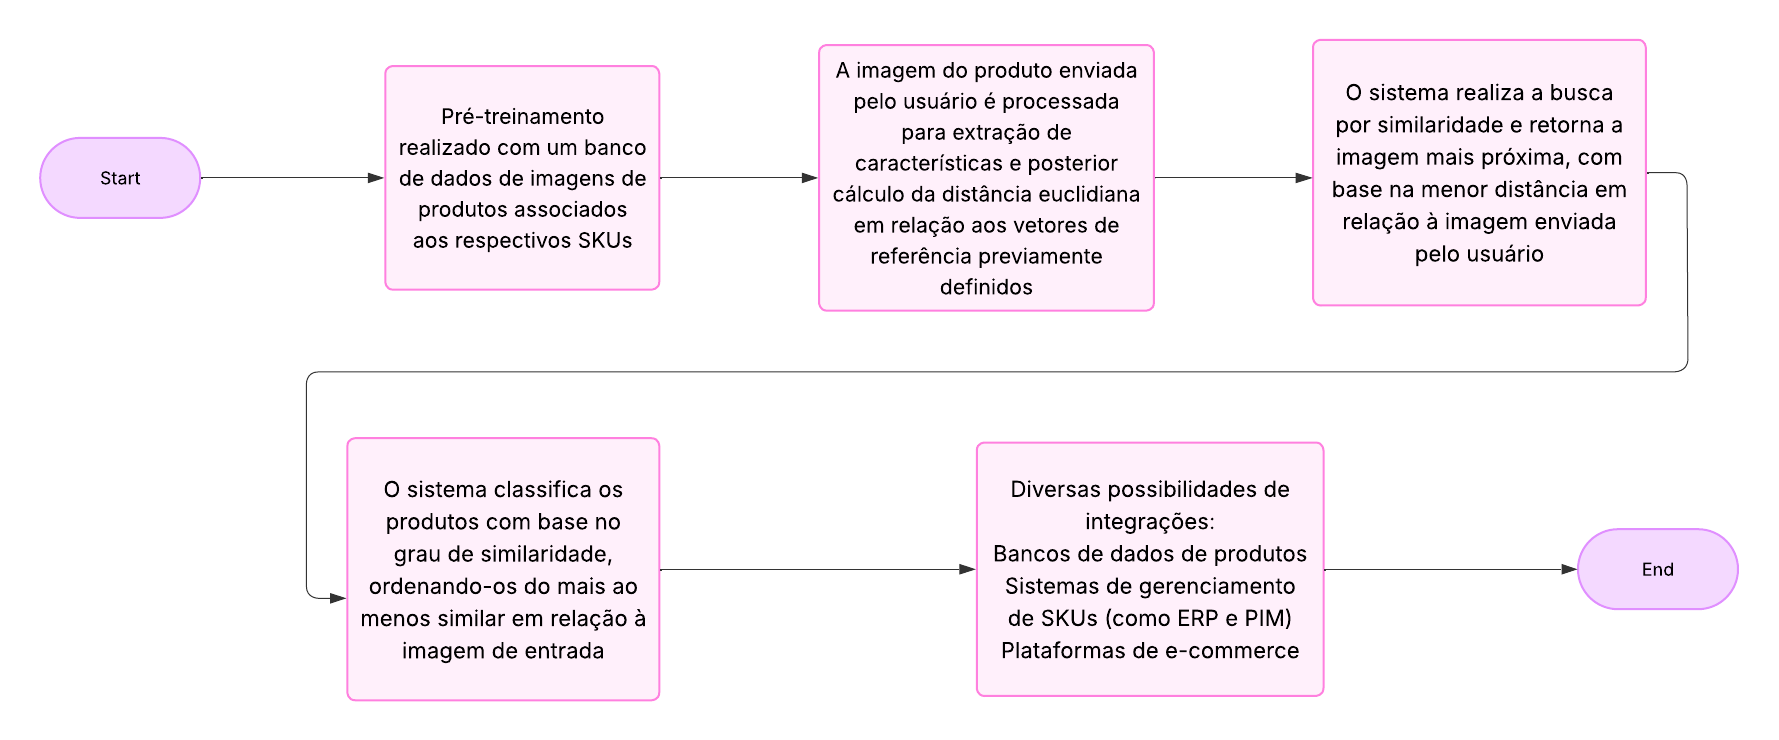 Start
Pré-treinamento
realizado com um banco
de dados de imagens de
produtos associados
aos respectivos SKUs
A imagem do produto enviada
pelo usuário é processada
para extração de
características e posterior
cálculo da distância euclidiana
em relação aos vetores de
referência previamente
definidos
O sistema realiza a busca
por similaridade e retorna a
imagem mais próxima, com
base na menor distância em
relação à imagem enviada
pelo usuário
O sistema classifica os
produtos com base no
grau de similaridade,
ordenando-os do mais ao
menos similar em relação à
imagem de entrada
Diversas possibilidades de
integrações:
Bancos de dados de produtos
Sistemas de gerenciamento
de SKUs (como ERP e PIM)
Plataformas de e-commerce
End